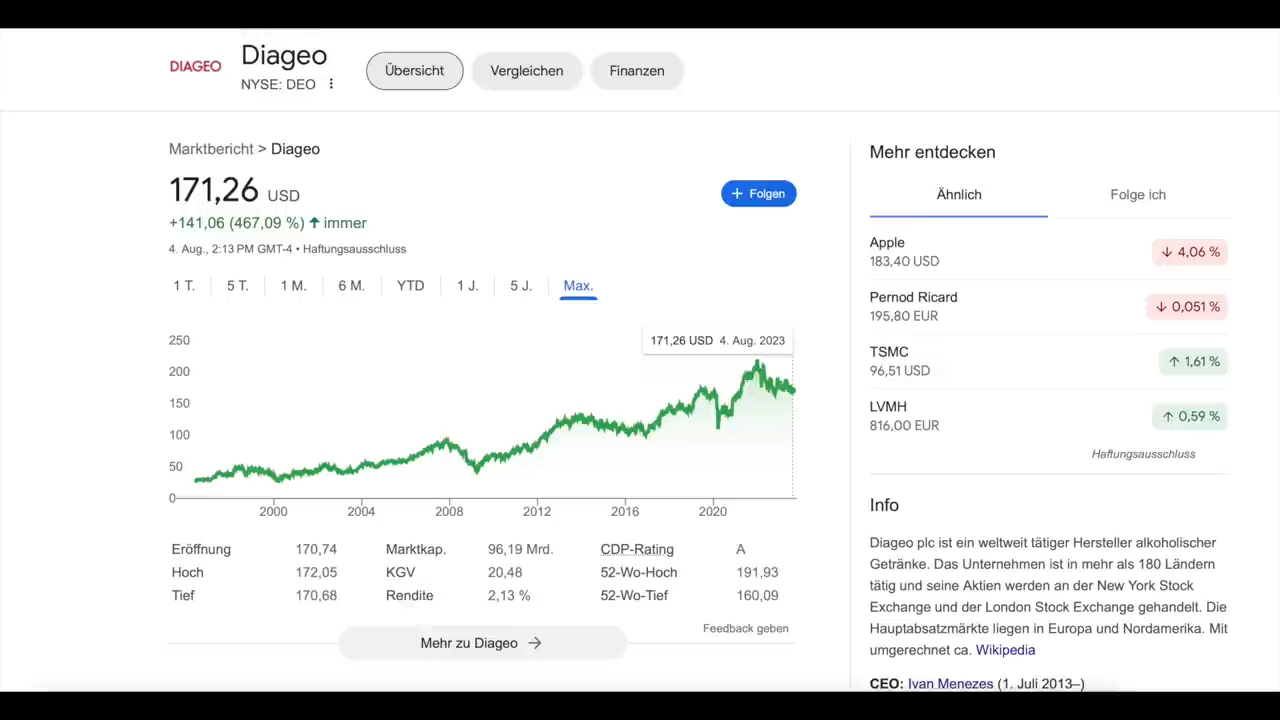 DIAGEO
Diageo
NYSE: DEO
Übersicht
Vergleichen
Finanzen
Marktbericht > Diageo
171,26 USD
+ Folgen
+141,06 (467,09 %) ↑ immer
4. Aug., 2:13 PM GMT-4 • Haftungsausschluss
1 T. 5 T. 1 M. 6 M. YTD 1 J. 5 J. Max.
171,26 USD 4. Aug. 2023
250
200
150
100
50
0
2000 2004 2008 2012 2016 2020
Eröffnung 170,74 Marktkap. 96,19 Mrd. CDP-Rating A
Hoch 172,05 KGV 20,48 52-Wo-Hoch 191,93
Tief 170,68 Rendite 2,13 % 52-Wo-Tief 160,09
Feedback geben
Mehr zu Diageo →
Mehr entdecken
Ähnlich Folge ich
Apple
183,40 USD
↓ 4,06 %
Pernod Ricard
195,80 EUR
↓ 0,051 %
TSMC
96,51 USD
↑ 1,61 %
LVMH
816,00 EUR
↑ 0,59 %
Haftungsausschluss
Info
Diageo plc ist ein weltweit tätiger Hersteller alkoholischer
Getränke. Das Unternehmen ist in mehr als 180 Ländern
tätig und seine Aktien werden an der New York Stock
Exchange und der London Stock Exchange gehandelt. Die
Hauptabsatzmärkte liegen in Europa und Nordamerika. Mit
umgerechnet ca. Wikipedia
CEO: Ivan Menezes (1. Juli 2013–)